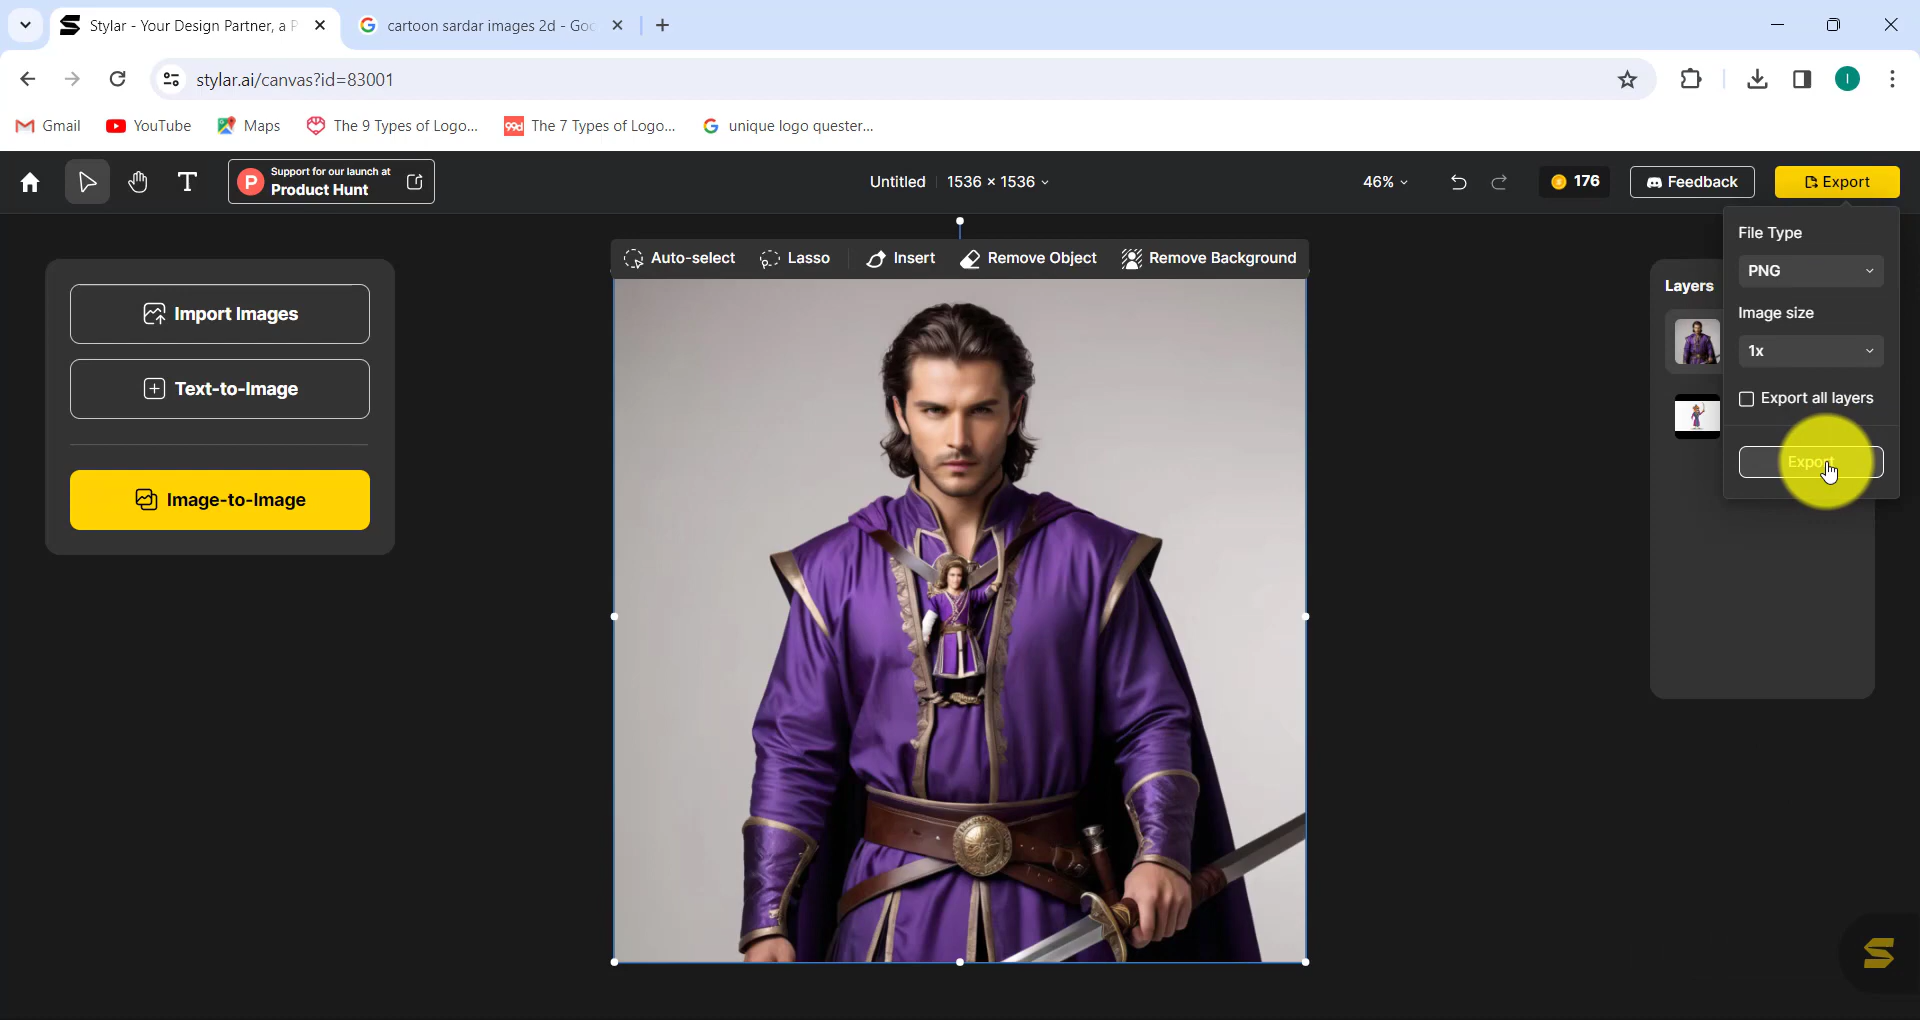 Stylar - Your Design Partner, a P
cartoon sardar images 2d - Goo
stylar.ai/canvas?id=83001
I
Gmail
YouTube
Maps
The 9 Types of Logo...
99d
The 7 Types of Logo...
unique logo quester...
P
Support for our launch at
Product Hunt
Untitled
1536 × 1536
46%
176
Feedback
Export
Auto-select
Lasso
Insert
Remove Object
Remove Background
Import Images
Text-to-Image
Image-to-Image
Layers
File Type
PNG
Image size
1x
Export all layers
Export